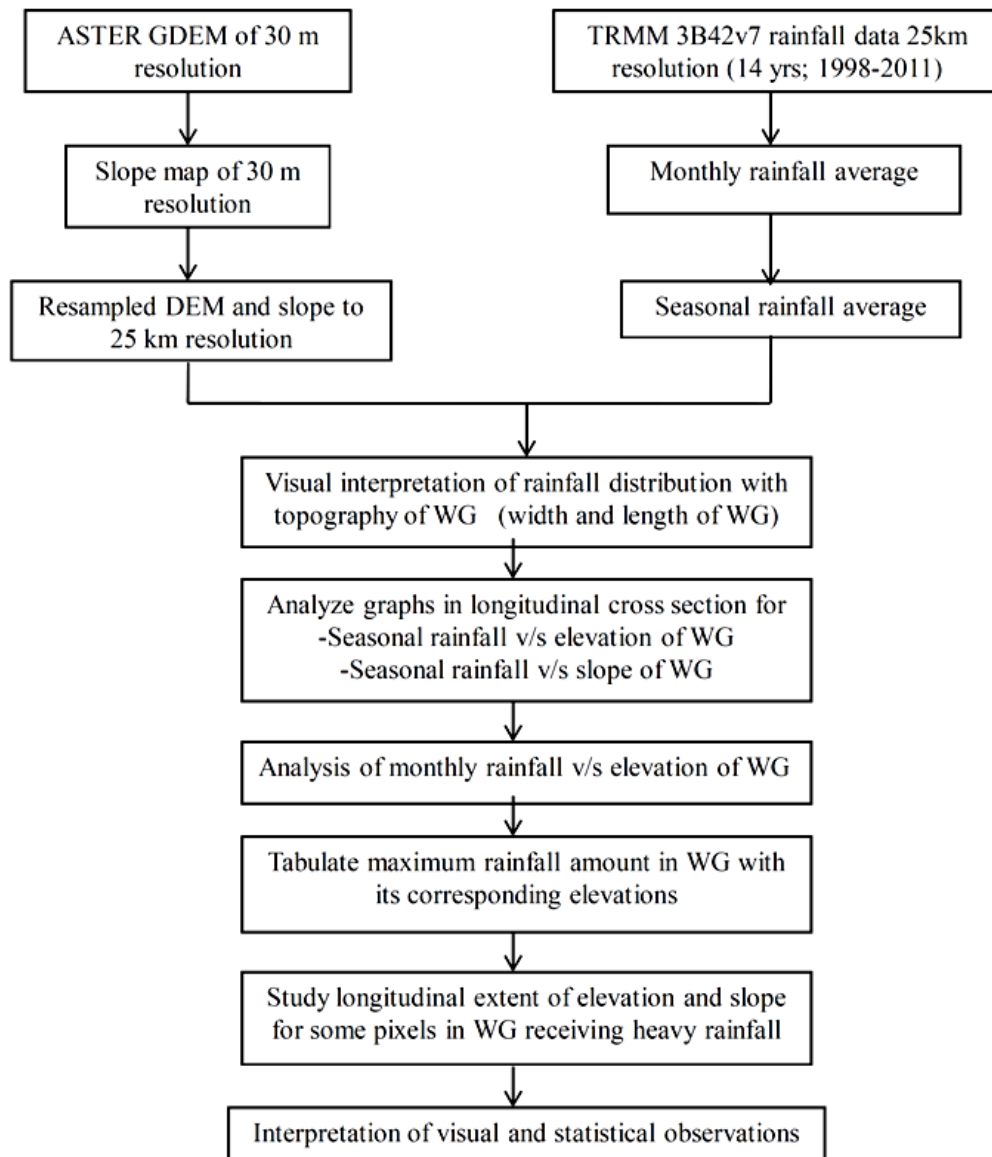 ASTER GDEM of 30 m
resolution
TRMM 3B42v7 rainfall data 25km
resolution (14 yrs; 1998-2011)
Slope map of 30 m
resolution
Monthly rainfall average
Resampled DEM and slope to
25 km resolution
Seasonal rainfall average
Visual interpretation of rainfall distribution with
topography of WG (width and length of WG)
Analyze graphs in longitudinal cross section for
-Seasonal rainfall v/s elevation of WG
-Seasonal rainfall v/s slope of WG
Analysis of monthly rainfall v/s elevation of WG
Tabulate maximum rainfall amount in WG with
its corresponding elevations
Study longitudinal extent of elevation and slope
for some pixels in WG receiving heavy rainfall
Interpretation of visual and statistical observations